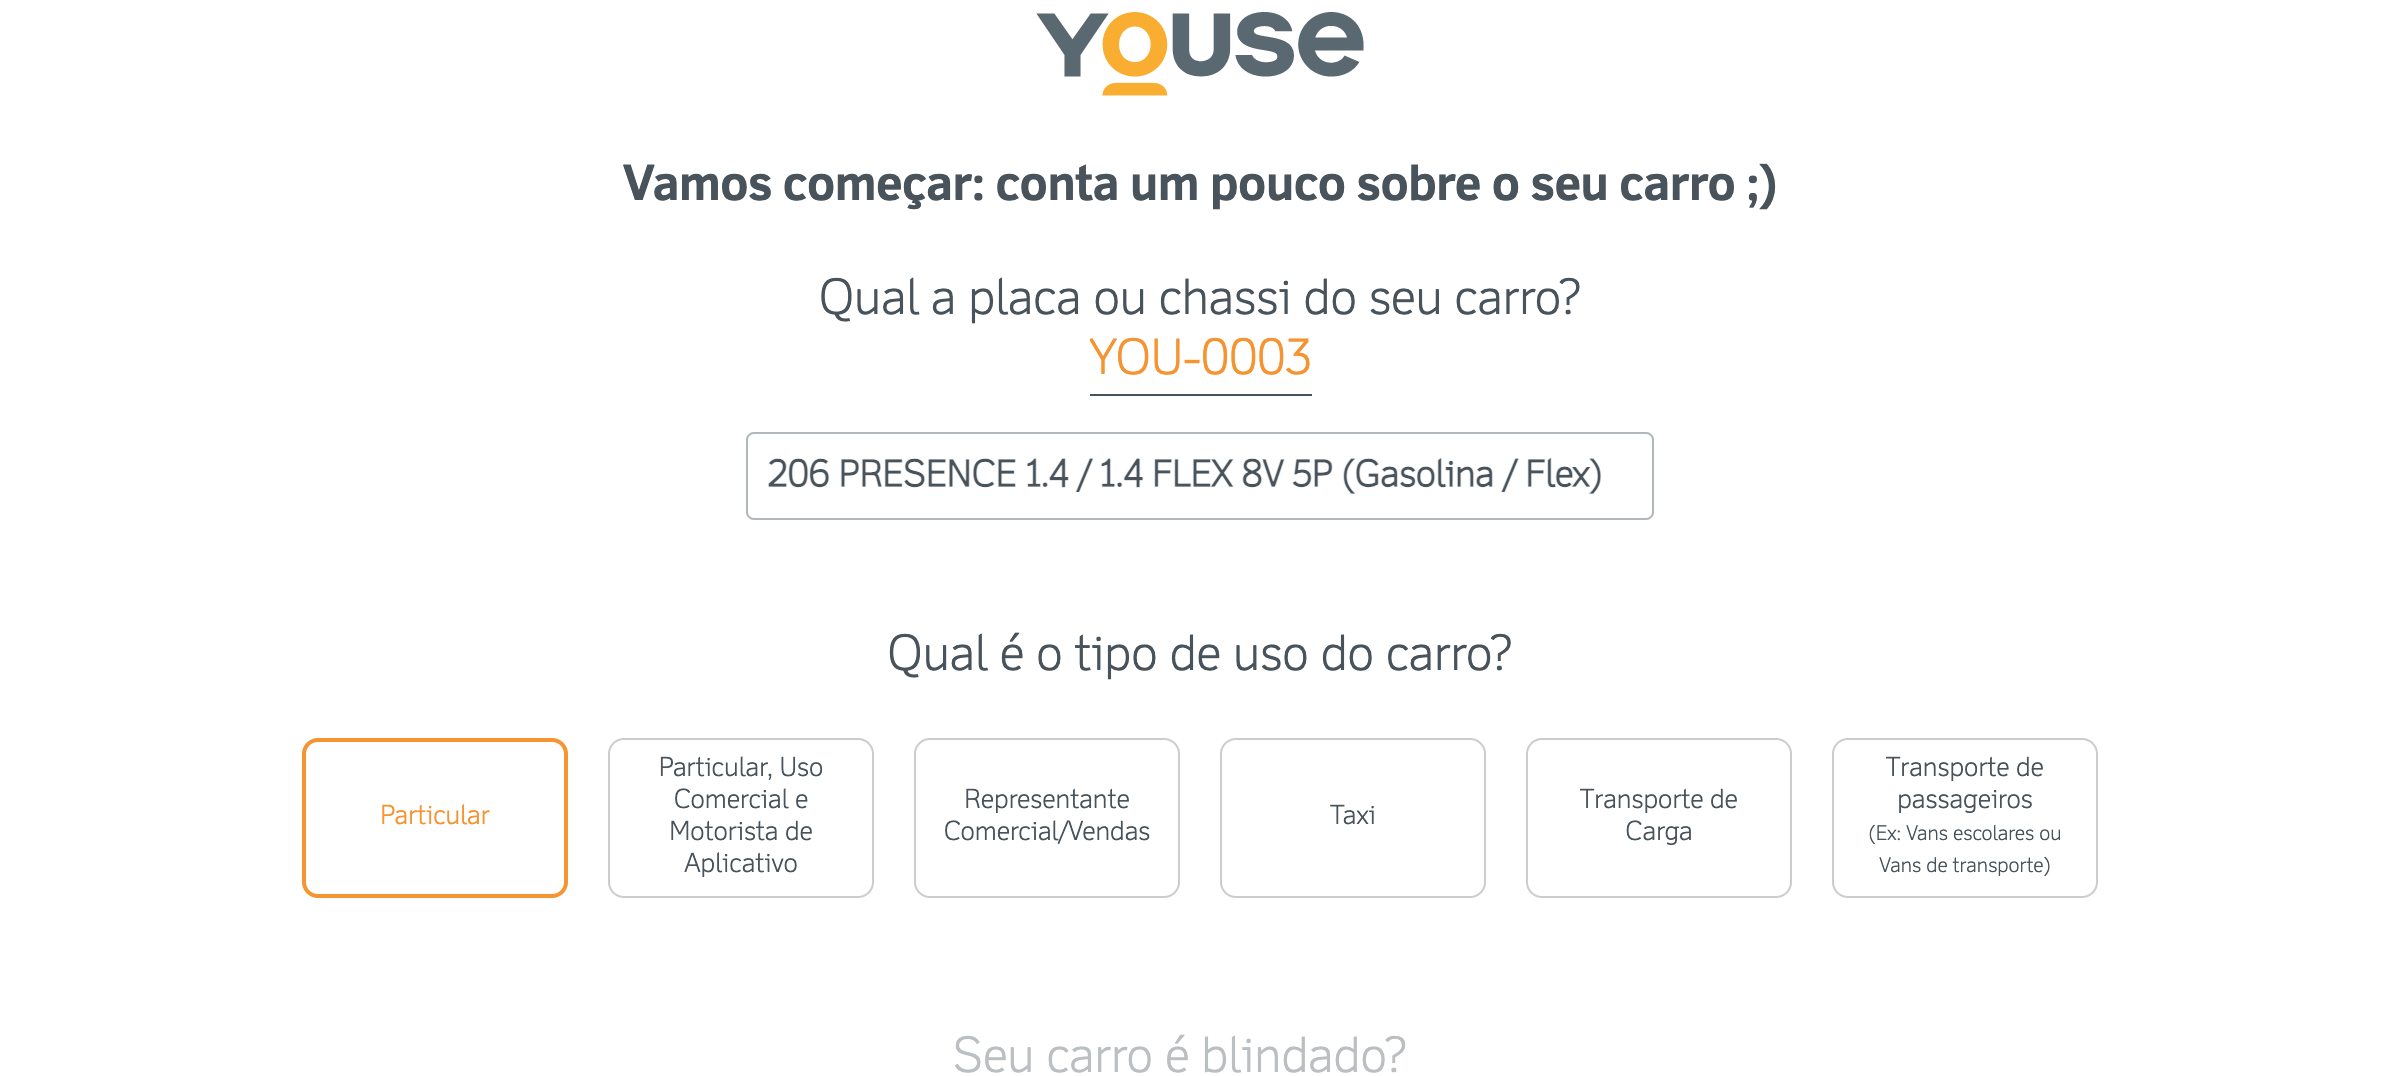 YOUSE
Vamos começar: conta um pouco sobre o seu carro ;)
Qual a placa ou chassi do seu carro?
YOU-0003
206 PRESENCE 1.4 / 1.4 FLEX 8V 5P (Gasolina / Flex)
Qual é o tipo de uso do carro?
Particular
Particular, Uso
Comercial e
Motorista de
Aplicativo
Representante
Comercial/Vendas
Taxi
Transporte de
Carga
Transporte de
passageiros
(Ex: Vans escolares ou
Vans de transporte)
Seu carro é blindado?